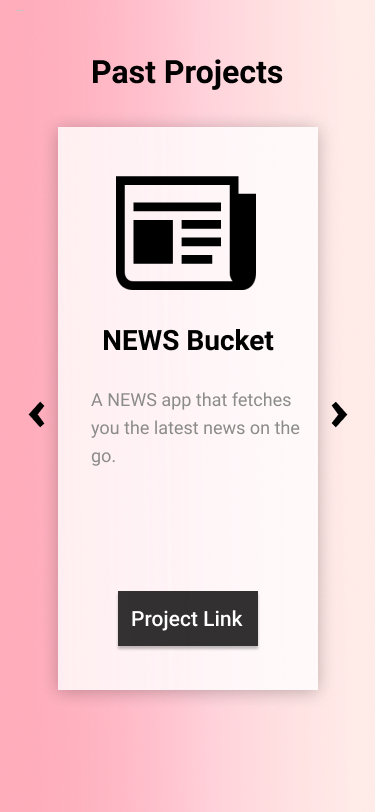 Past Projects
NEWS Bucket
A NEWS app that fetches
you the latest news on the
go.
Project Link